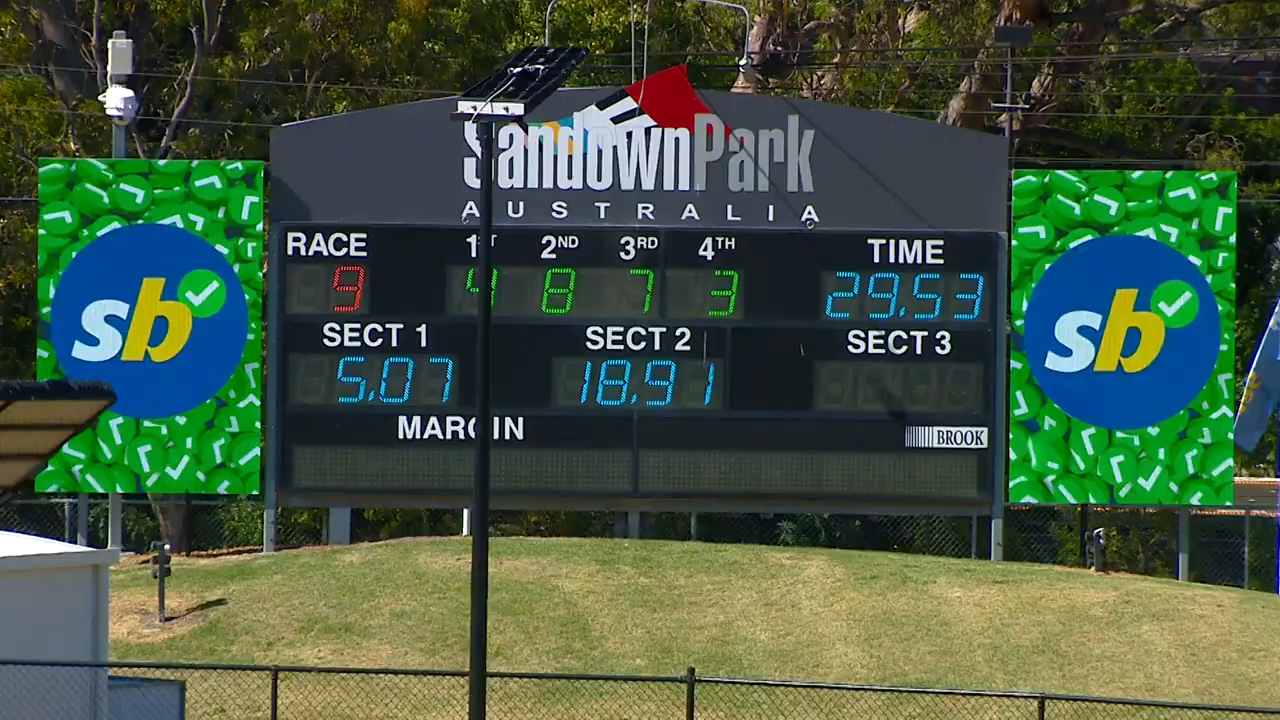 SandownPark
AUSTRALIA
RACE 1ST 2ND 3RD 4TH TIME
9 4 8 7 3 29.53
SECT 1 SECT 2 SECT 3
5.07 18.91
MARGIN
BROOK
sb
sb